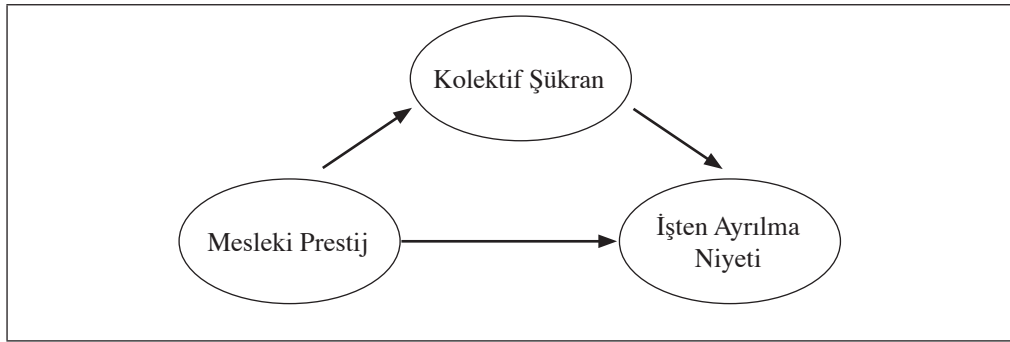 Kolektif Şükran
Mesleki Prestij
İşten Ayrılma
Niyeti